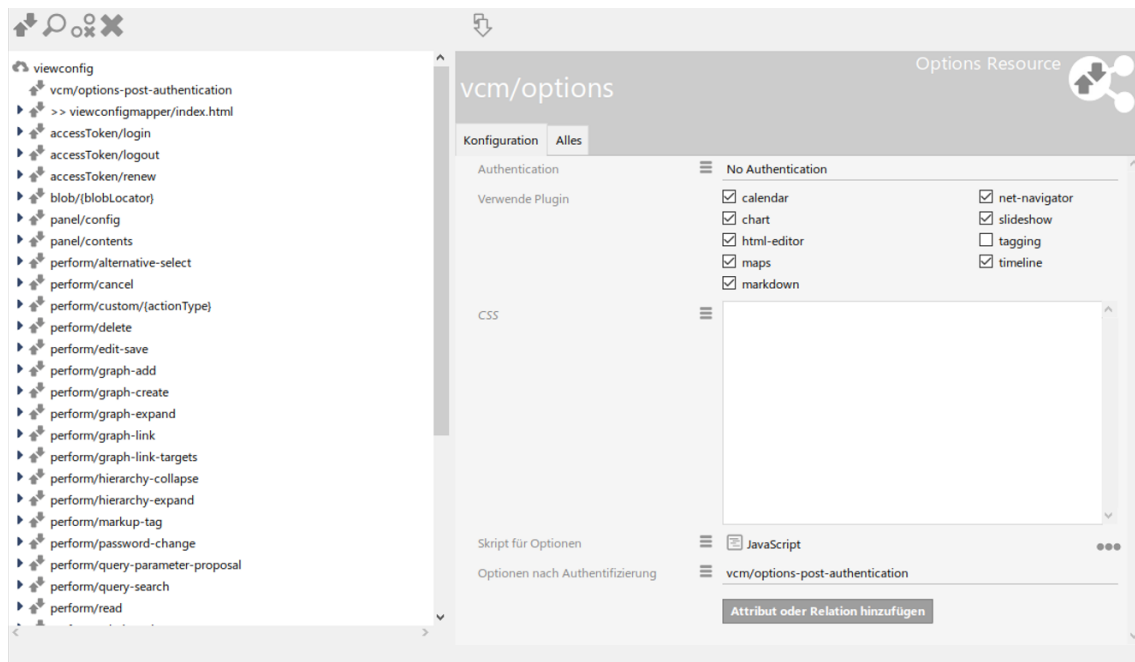 viewconfig
vcm/options-post-authentication
>> viewconfigmapper/index.html
accessToken/login
accessToken/logout
accessToken/renew
blob/{blobLocator}
panel/config
panel/contents
perform/alternative-select
perform/cancel
perform/custom/{actionType}
perform/delete
perform/edit-save
perform/graph-add
perform/graph-create
perform/graph-expand
perform/graph-link
perform/graph-link-targets
perform/hierarchy-collapse
perform/hierarchy-expand
perform/markup-tag
perform/password-change
perform/query-parameter-proposal
perform/query-search
perform/read
Options Resource
vcm/options
Konfiguration Alles
Authentication No Authentication
Verwende Plugin calendar net-navigator
chart slideshow
html-editor tagging
maps timeline
markdown
CSS
Skript für Optionen JavaScript
Optionen nach Authentifizierung vcm/options-post-authentication
Attribut oder Relation hinzufügen